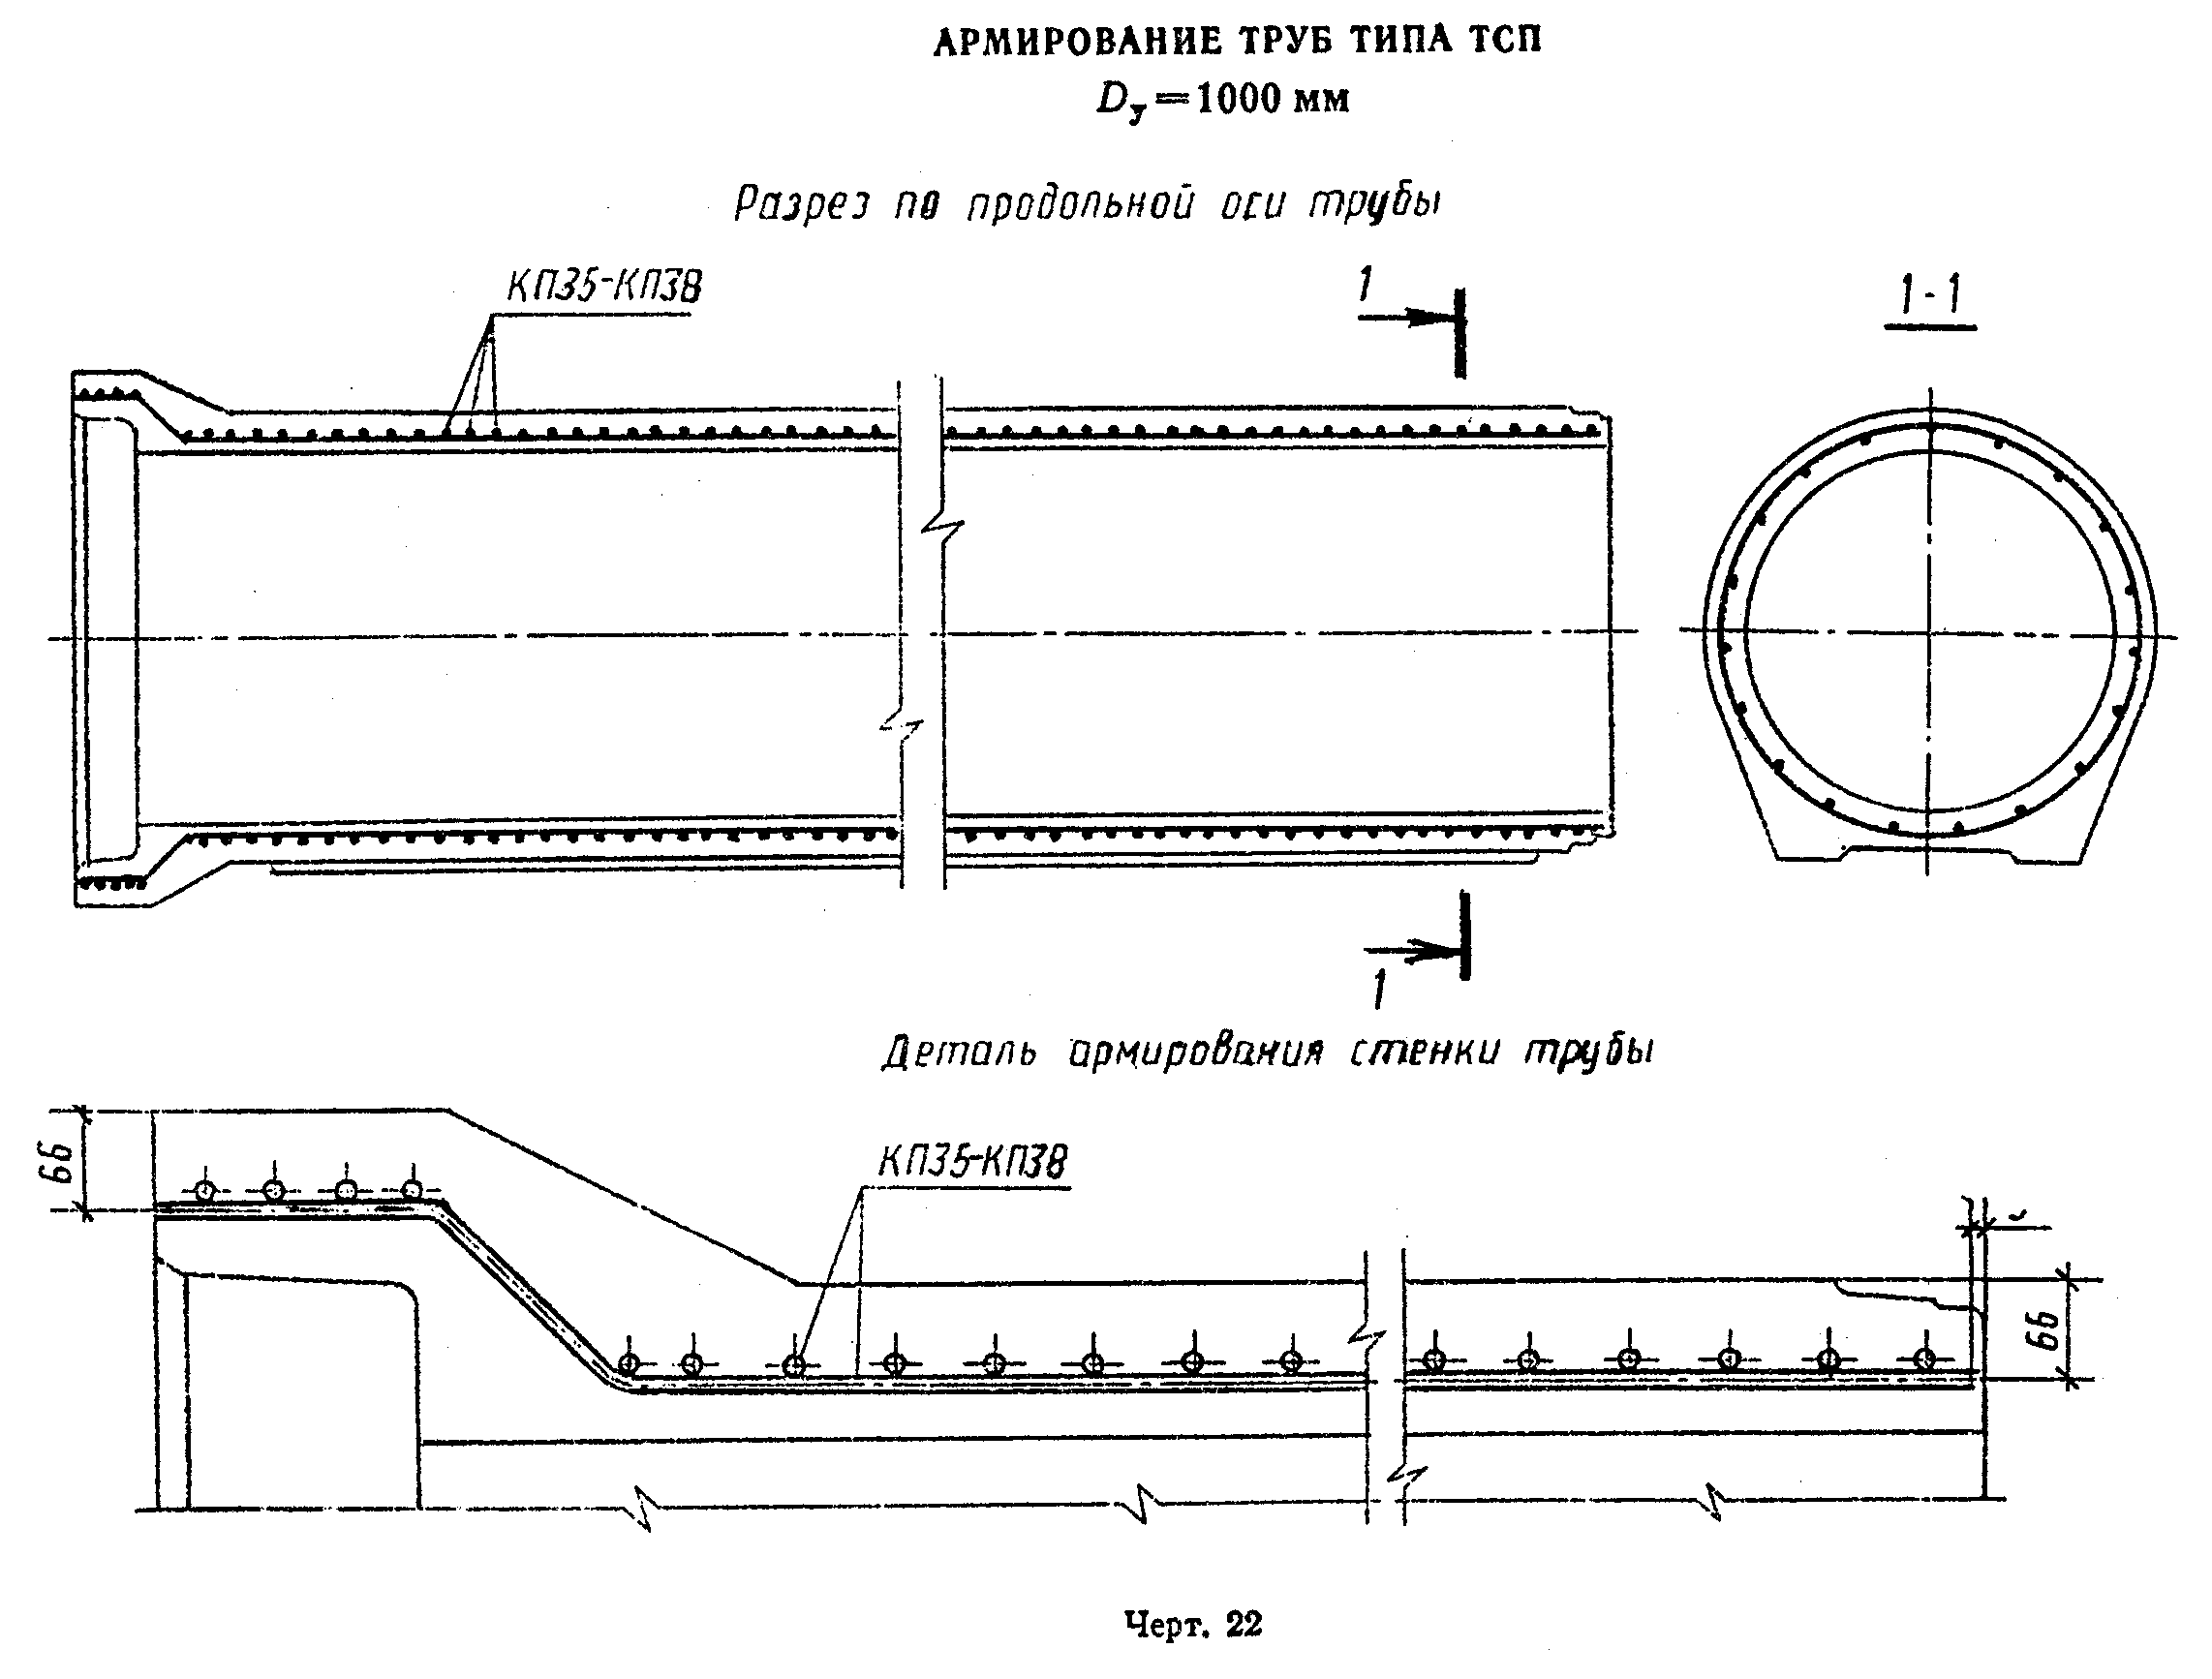 АРМИРОВАНИЕ ТРУБ ТИПА ТСП
Dу = 1000 мм
Разрез по продольной оси трубы
КП35-КП38
1
1-1
1
Деталь армирования стенки трубы
66
КП35-КП38
66
Черт. 22